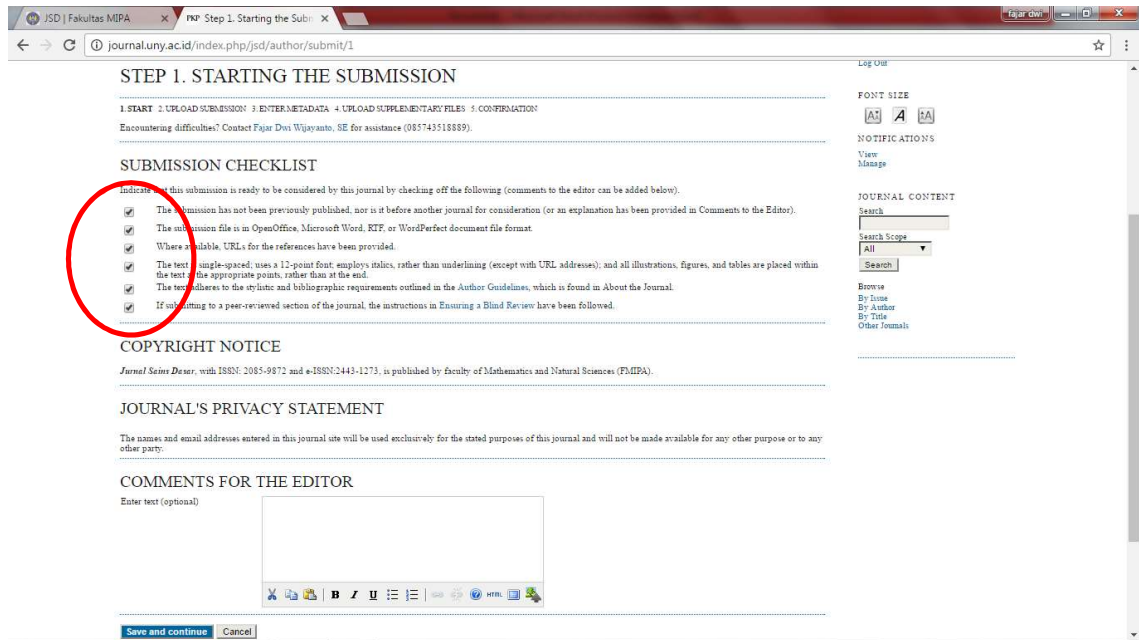 JSD | Fakultas MIPA
PKP Step 1. Starting the Subm
fajar dwi
journal.uny.ac.id/index.php/jsd/author/submit/1
STEP 1. STARTING THE SUBMISSION
1. START 2. UPLOAD SUBMISSION 3. ENTER METADATA 4. UPLOAD SUPPLEMENTARY FILES 5. CONFIRMATION
Encountering difficulties? Contact Fajar Dwi Wijayanto, SE for assistance (085743518889).
SUBMISSION CHECKLIST
Indicate that this submission is ready to be considered by this journal by checking off the following (comments to the editor can be added below).
The submission has not been previously published, nor is it before another journal for consideration (or an explanation has been provided in Comments to the Editor).
The submission file is in OpenOffice, Microsoft Word, RTF, or WordPerfect document file format.
Where available, URLs for the references have been provided.
The text is single-spaced; uses a 12-point font; employs italics, rather than underlining (except with URL addresses); and all illustrations, figures, and tables are placed within
the text at the appropriate points, rather than at the end.
The text adheres to the stylistic and bibliographic requirements outlined in the Author Guidelines, which is found in About the Journal.
If submitting to a peer-reviewed section of the journal, the instructions in Ensuring a Blind Review have been followed.
COPYRIGHT NOTICE
Jurnal Sains Dasar, with ISSN: 2085-9872 and e-ISSN:2443-1273, is published by faculty of Mathematics and Natural Sciences (FMIPA).
JOURNAL'S PRIVACY STATEMENT
The names and email addresses entered in this journal site will be used exclusively for the stated purposes of this journal and will not be made available for any other purpose or to any
other party.
COMMENTS FOR THE EDITOR
Enter text (optional)
B I U HTML
Save and continue Cancel
Log Out
FONT SIZE
A A A
NOTIFICATIONS
View
Manage
JOURNAL CONTENT
Search
Search Scope
All
Search
Browse
By Issue
By Author
By Title
Other Journals